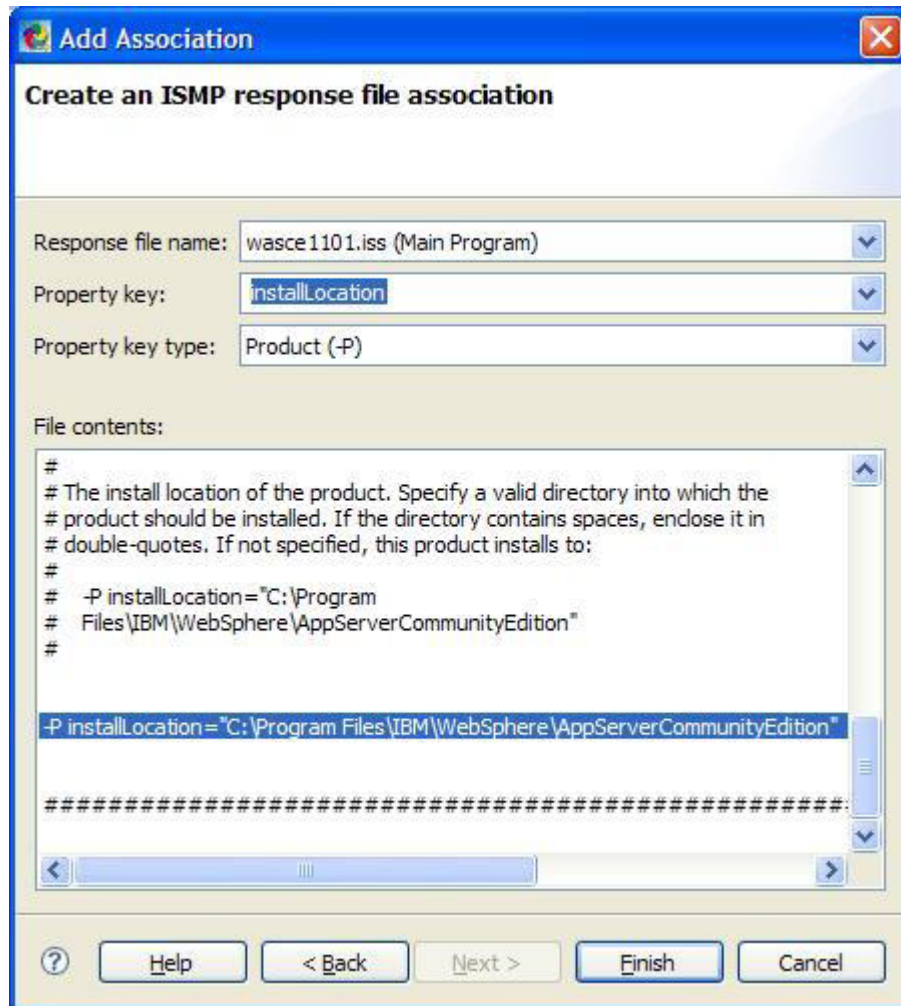 Add Association
Create an ISMP response file association
Response file name: wasce1101.iss (Main Program)
Property key: installLocation
Property key type: Product (-P)
File contents:
#
# The install location of the product. Specify a valid directory into which the
# product should be installed. If the directory contains spaces, enclose it in
# double-quotes. If not specified, this product installs to:
#
# -P installLocation="C:\Program
# Files\IBM\WebSphere\AppServerCommunityEdition"
#
-P installLocation="C:\Program Files\IBM\WebSphere\AppServerCommunityEdition"
##################################################
? Help < Back Next > Finish Cancel